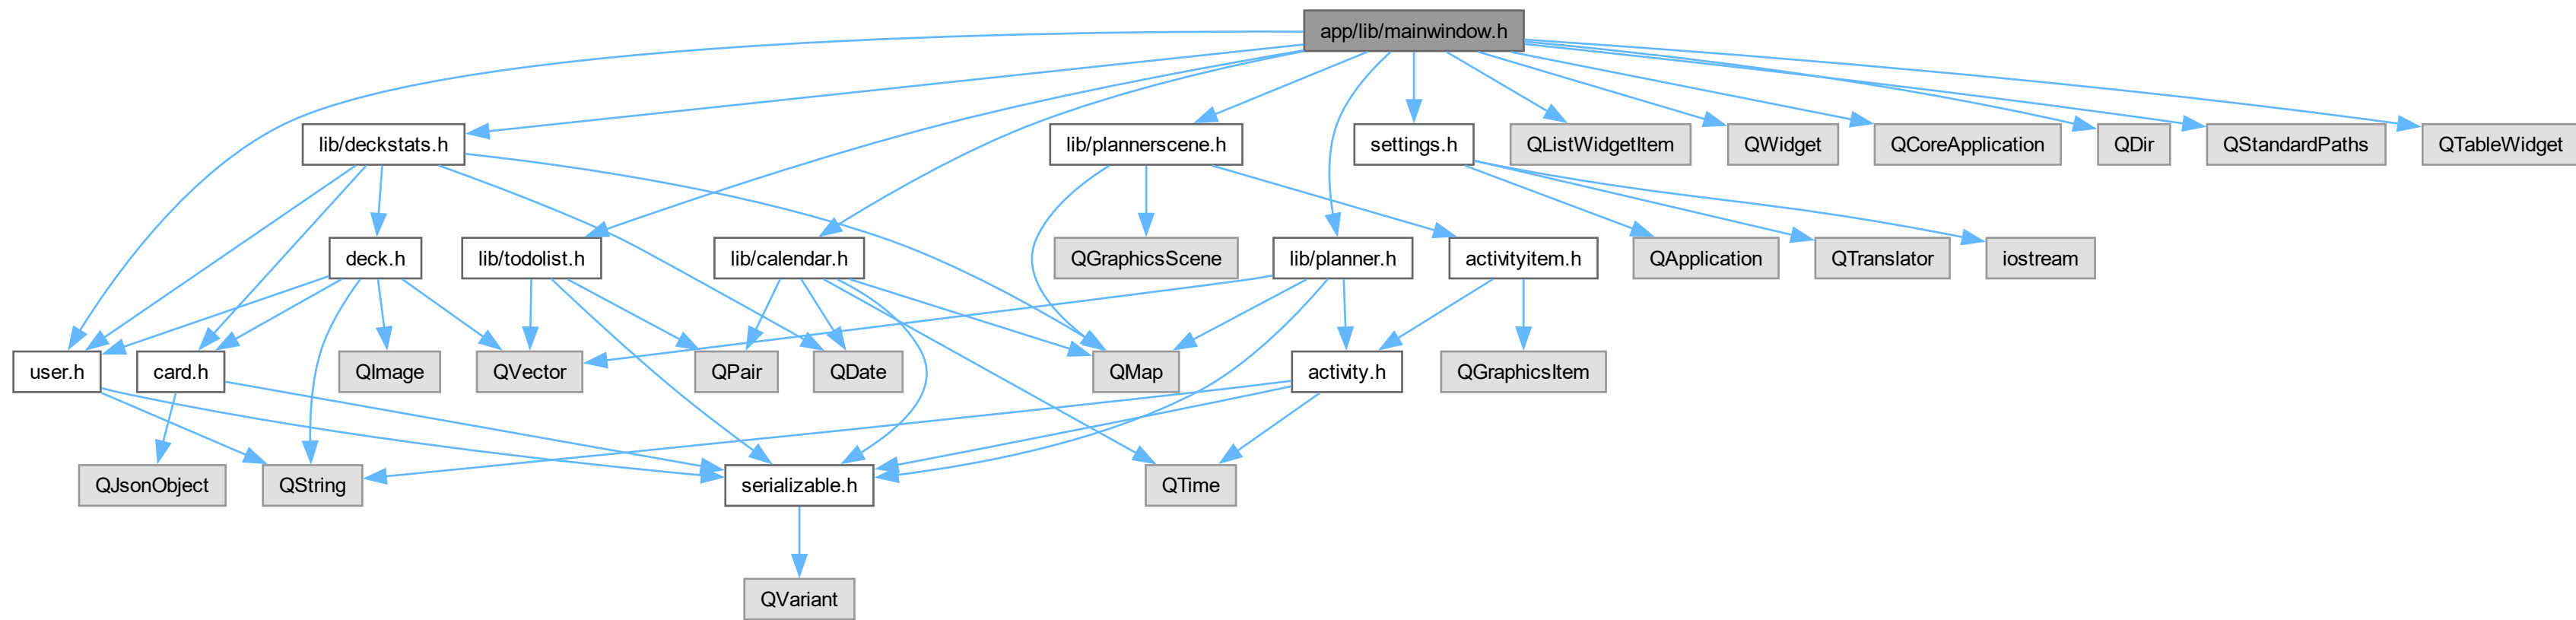 app/lib/mainwindow.h
lib/deckstats.h
lib/plannerscene.h
settings.h
QListWidgetItem
QWidget
QCoreApplication
QDir
QStandardPaths
QTableWidget
deck.h
lib/todolist.h
lib/calendar.h
QGraphicsScene
lib/planner.h
activityitem.h
QApplication
QTranslator
iostream
user.h
card.h
QImage
QVector
QPair
QDate
QMap
activity.h
QGraphicsItem
QJsonObject
QString
serializable.h
QTime
QVariant